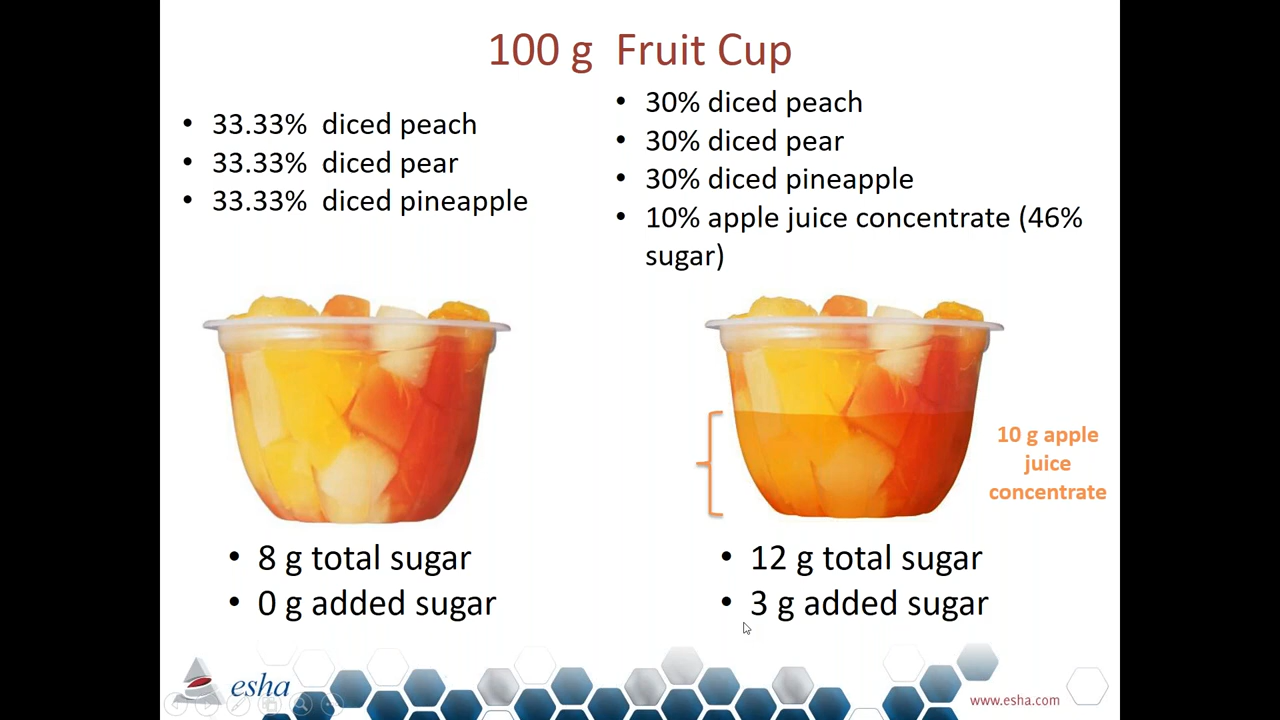 100 g  Fruit Cup
• 33.33%  diced peach
• 33.33%  diced pear
• 33.33%  diced pineapple
• 30% diced peach
• 30% diced pear
• 30% diced pineapple
• 10% apple juice concentrate (46%
sugar)
10 g apple
juice
concentrate
• 8 g total sugar
• 0 g added sugar
• 12 g total sugar
• 3 g added sugar
esha
www.esha.com